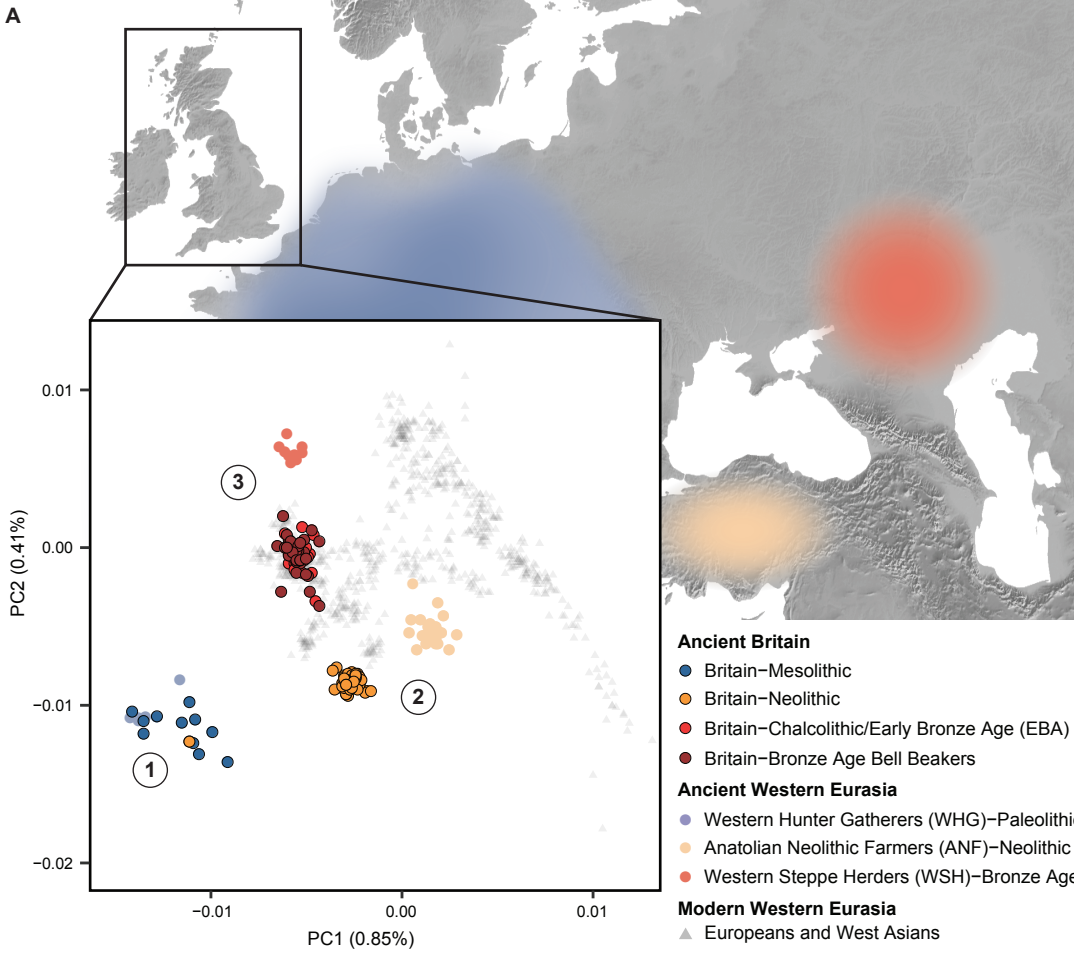 A
0.01
0.00
−0.01
−0.02
PC2 (0.41%)
3
2
1
−0.01
0.00
0.01
PC1 (0.85%)
Ancient Britain
Britain−Mesolithic
Britain−Neolithic
Britain−Chalcolithic/Early Bronze Age (EBA)
Britain−Bronze Age Bell Beakers
Ancient Western Eurasia
Western Hunter Gatherers (WHG)−Paleolithi
Anatolian Neolithic Farmers (ANF)−Neolithic
Western Steppe Herders (WSH)−Bronze Age
Modern Western Eurasia
Europeans and West Asians